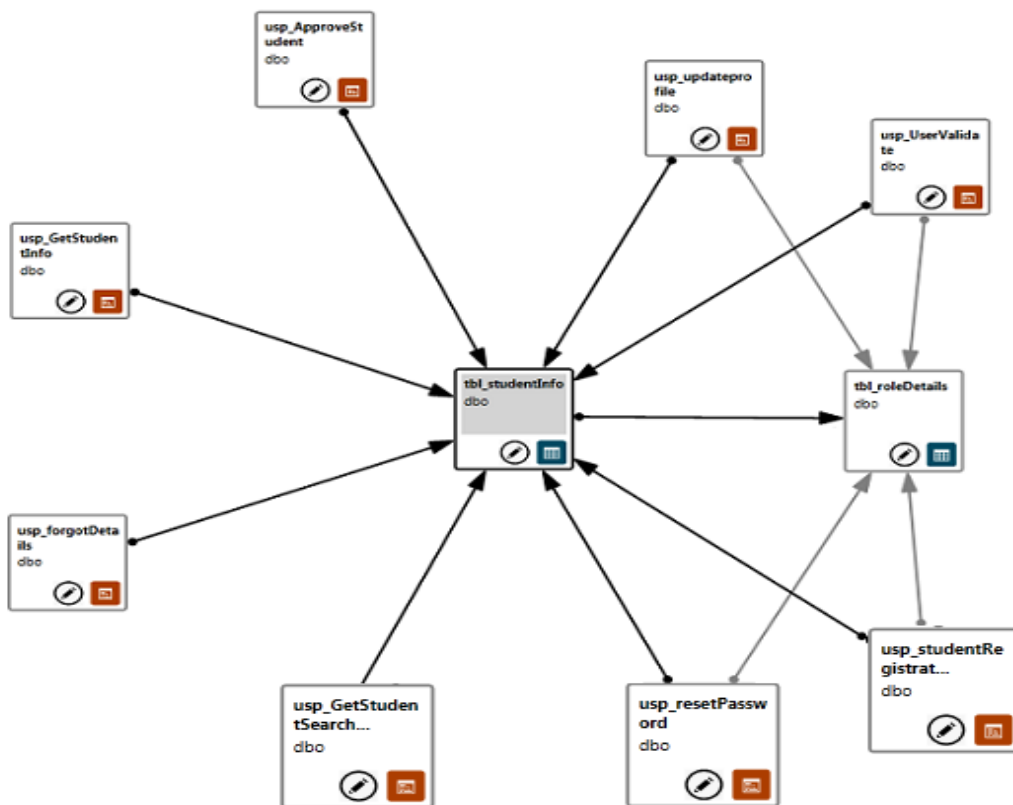 usp_ApproveSt
udent
dbo
usp_updatepro
file
dbo
usp_UserValida
te
dbo
usp_GetStuden
tInfo
dbo
tbl_studentInfo
dbo
tbl_roleDetails
dbo
usp_forgotDeta
ils
dbo
usp_GetStuden
tSearch...
dbo
usp_resetPassw
ord
dbo
usp_studentRe
gistrat...
dbo